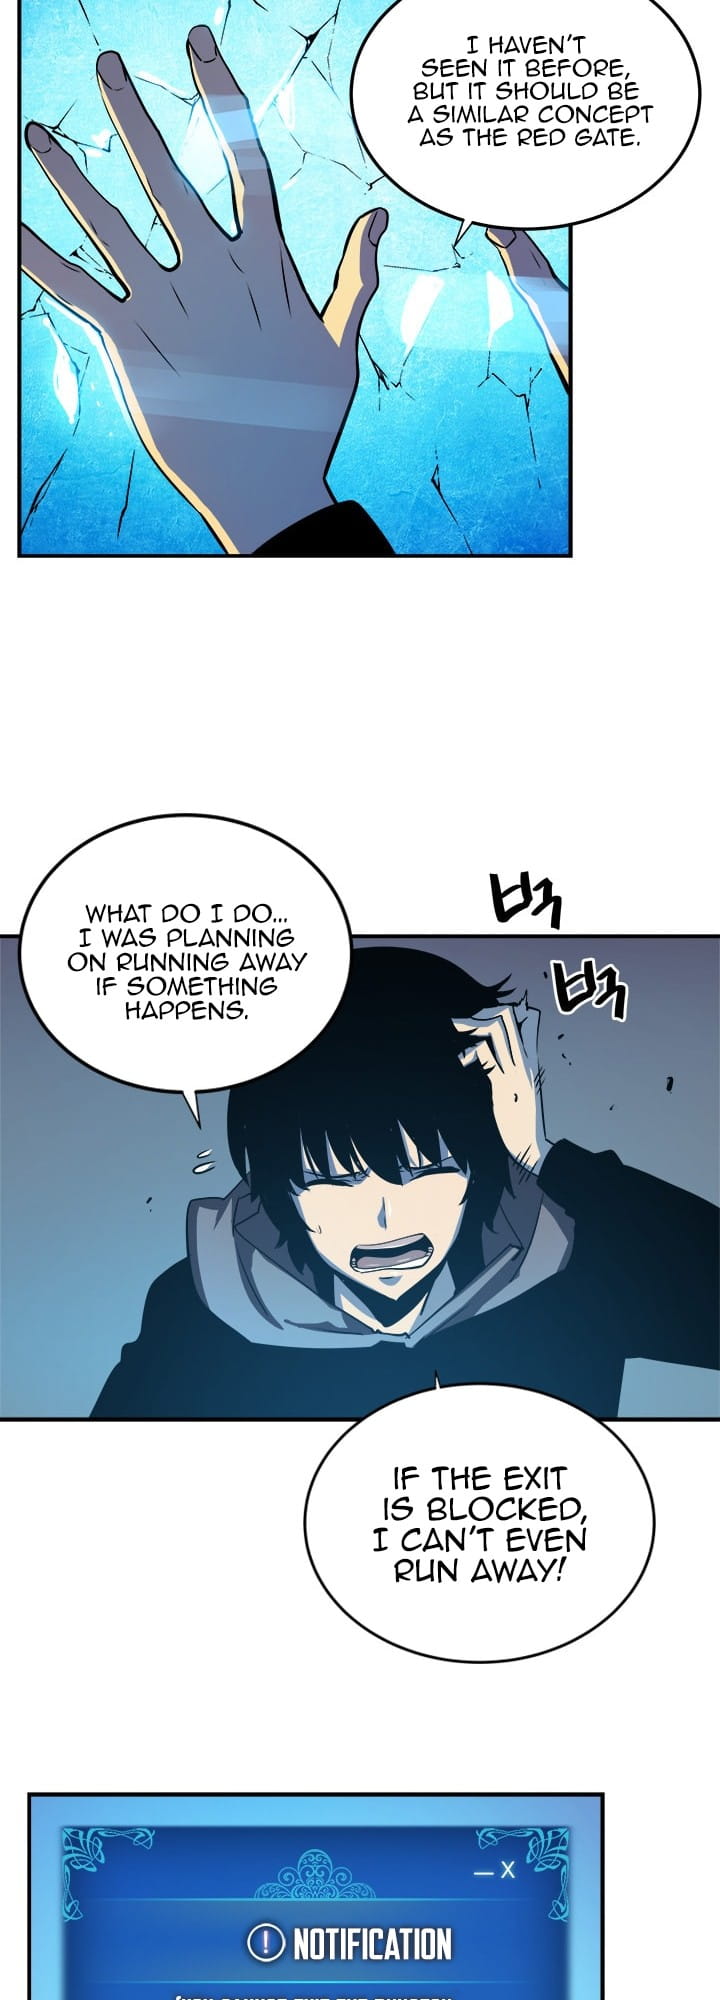 I HAVEN'T
SEEN IT BEFORE,
BUT IT SHOULD BE
A SIMILAR CONCEPT
AS THE RED GATE.
WHAT DO I DO...
I WAS PLANNING
ON RUNNING AWAY
IF SOMETHING
HAPPENS.
벅
벅
IF THE EXIT
IS BLOCKED,
I CAN'T EVEN
RUN AWAY!
— X
! NOTIFICATION